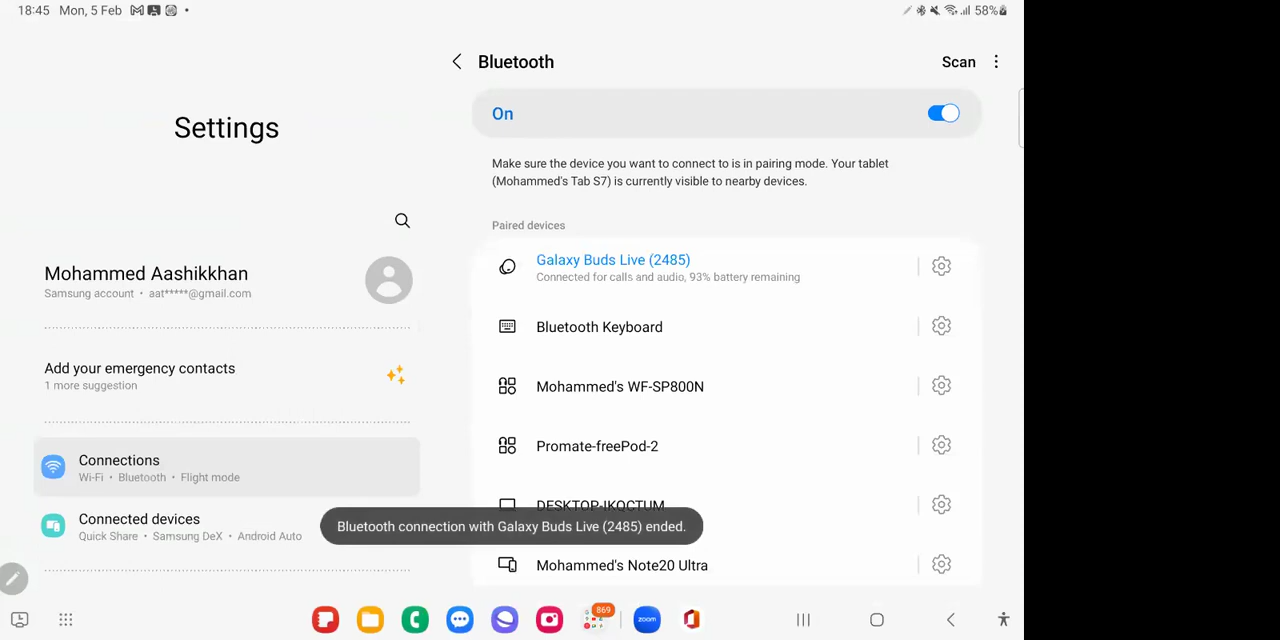 18:45 Mon, 5 Feb
58%
Bluetooth
Scan
On
Settings
Make sure the device you want to connect to is in pairing mode. Your tablet
(Mohammed's Tab S7) is currently visible to nearby devices.
Paired devices
Mohammed Aashikkhan
Samsung account • aat*****@gmail.com
Add your emergency contacts
1 more suggestion
Connections
Wi-Fi • Bluetooth • Flight mode
Connected devices
Quick Share • Samsung DeX • Android Auto
Galaxy Buds Live (2485)
Connected for calls and audio, 93% battery remaining
Bluetooth Keyboard
Mohammed's WF-SP800N
Promate-freePod-2
DESKTOP-IKQCTUM
Bluetooth connection with Galaxy Buds Live (2485) ended.
Mohammed's Note20 Ultra
869
zoom